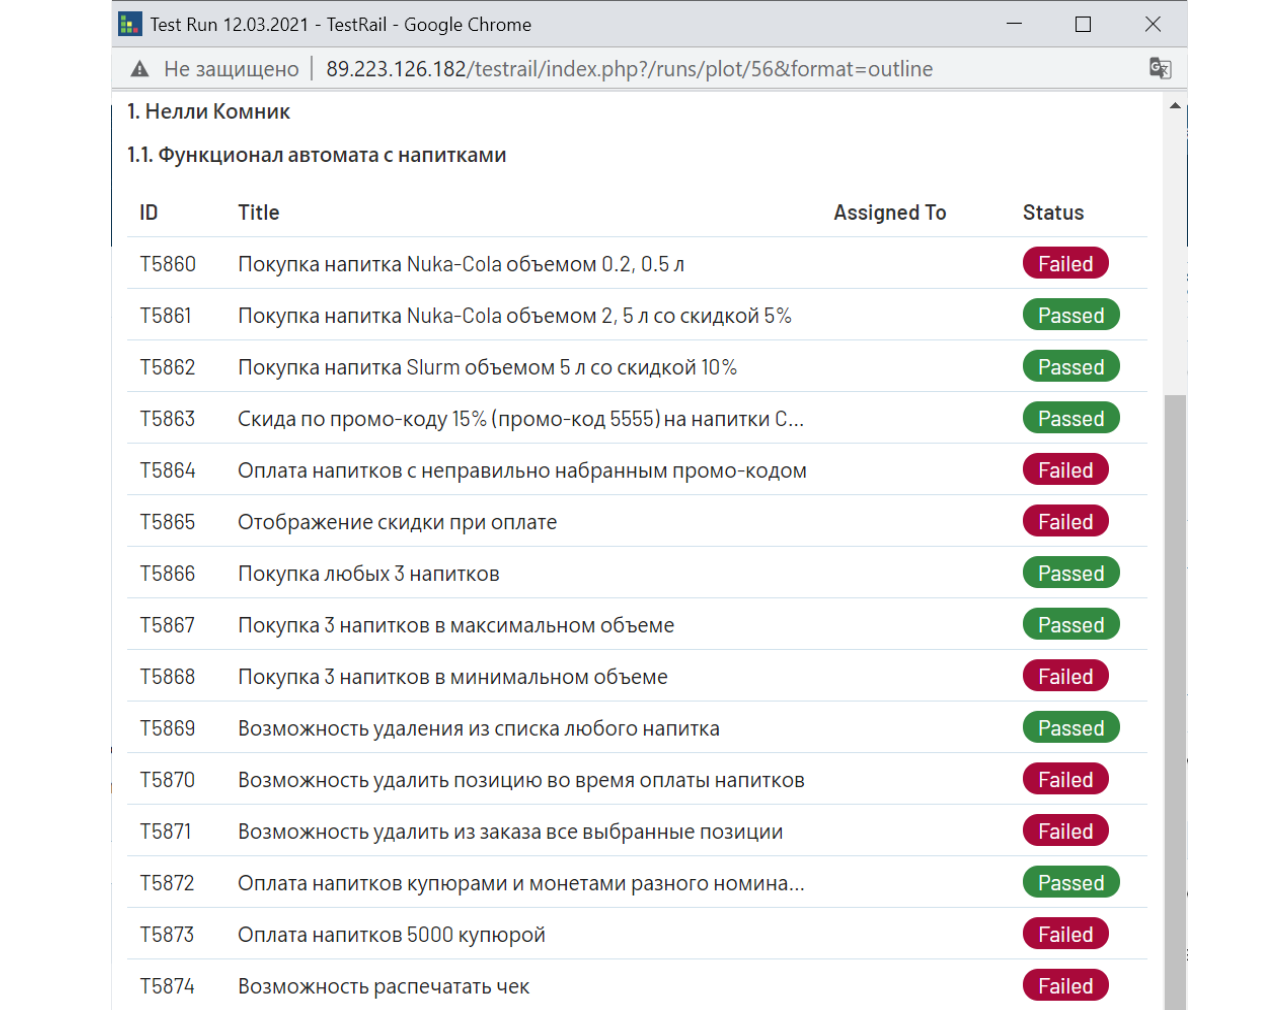 Test Run 12.03.2021 - TestRail - Google Chrome
Не защищено | 89.223.126.182/testrail/index.php?/runs/plot/56&format=outline
1. Нелли Комник
1.1. Функционал автомата с напитками
ID Title Assigned To Status
T5860 Покупка напитка Nuka-Cola объемом 0.2, 0.5 л Failed
T5861 Покупка напитка Nuka-Cola объемом 2, 5 л со скидкой 5% Passed
T5862 Покупка напитка Slurm объемом 5 л со скидкой 10% Passed
T5863 Скида по промо-коду 15% (промо-код 5555) на напитки С... Passed
T5864 Оплата напитков с неправильно набранным промо-кодом Failed
T5865 Отображение скидки при оплате Failed
T5866 Покупка любых 3 напитков Passed
T5867 Покупка 3 напитков в максимальном объеме Passed
T5868 Покупка 3 напитков в минимальном объеме Failed
T5869 Возможность удаления из списка любого напитка Passed
T5870 Возможность удалить позицию во время оплаты напитков Failed
T5871 Возможность удалить из заказа все выбранные позиции Failed
T5872 Оплата напитков купюрами и монетами разного номина... Passed
T5873 Оплата напитков 5000 купюрой Failed
T5874 Возможность распечатать чек Failed